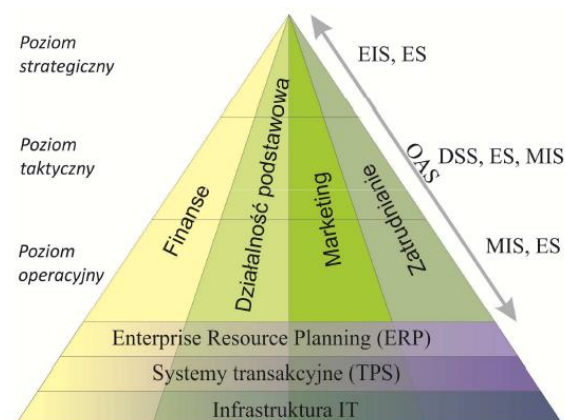 Poziom
strategiczny
EIS, ES
Poziom
taktyczny
DSS, ES, MIS
OAS
Poziom
operacyjny
MIS, ES
Finanse
Działalność podstawowa
Marketing
Zatrudnianie
Enterprise Resource Planning (ERP)
Systemy transakcyjne (TPS)
Infrastruktura IT